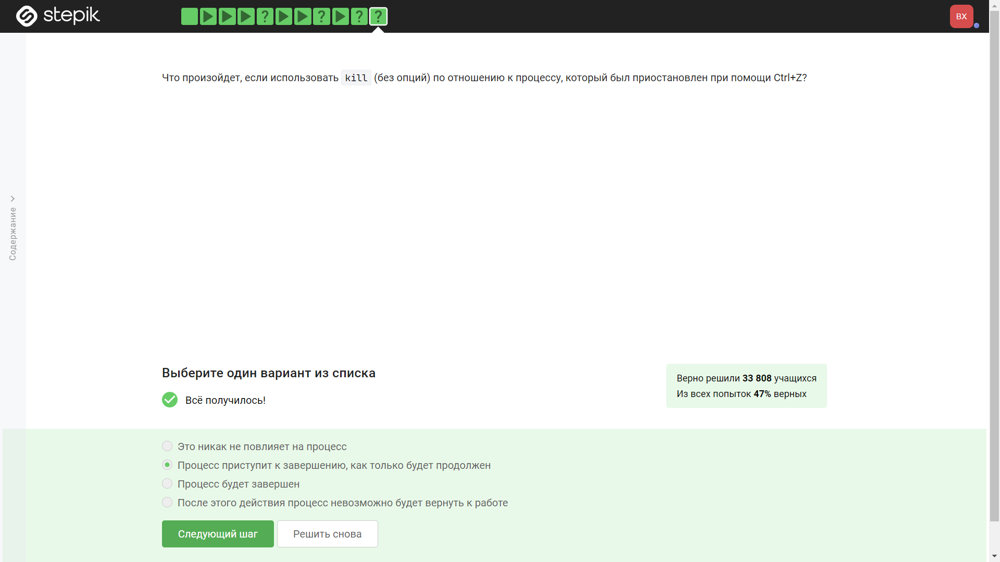 stepik
? ? ? ?
BX
Содержание
Что произойдет, если использовать kill (без опций) по отношению к процессу, который был приостановлен при помощи Ctrl+Z?
Выберите один вариант из списка
Всё получилось!
Верно решили 33 808 учащихся
Из всех попыток 47% верных
Это никак не повлияет на процесс
Процесс приступит к завершению, как только будет продолжен
Процесс будет завершен
После этого действия процесс невозможно будет вернуть к работе
Следующий шаг
Решить снова